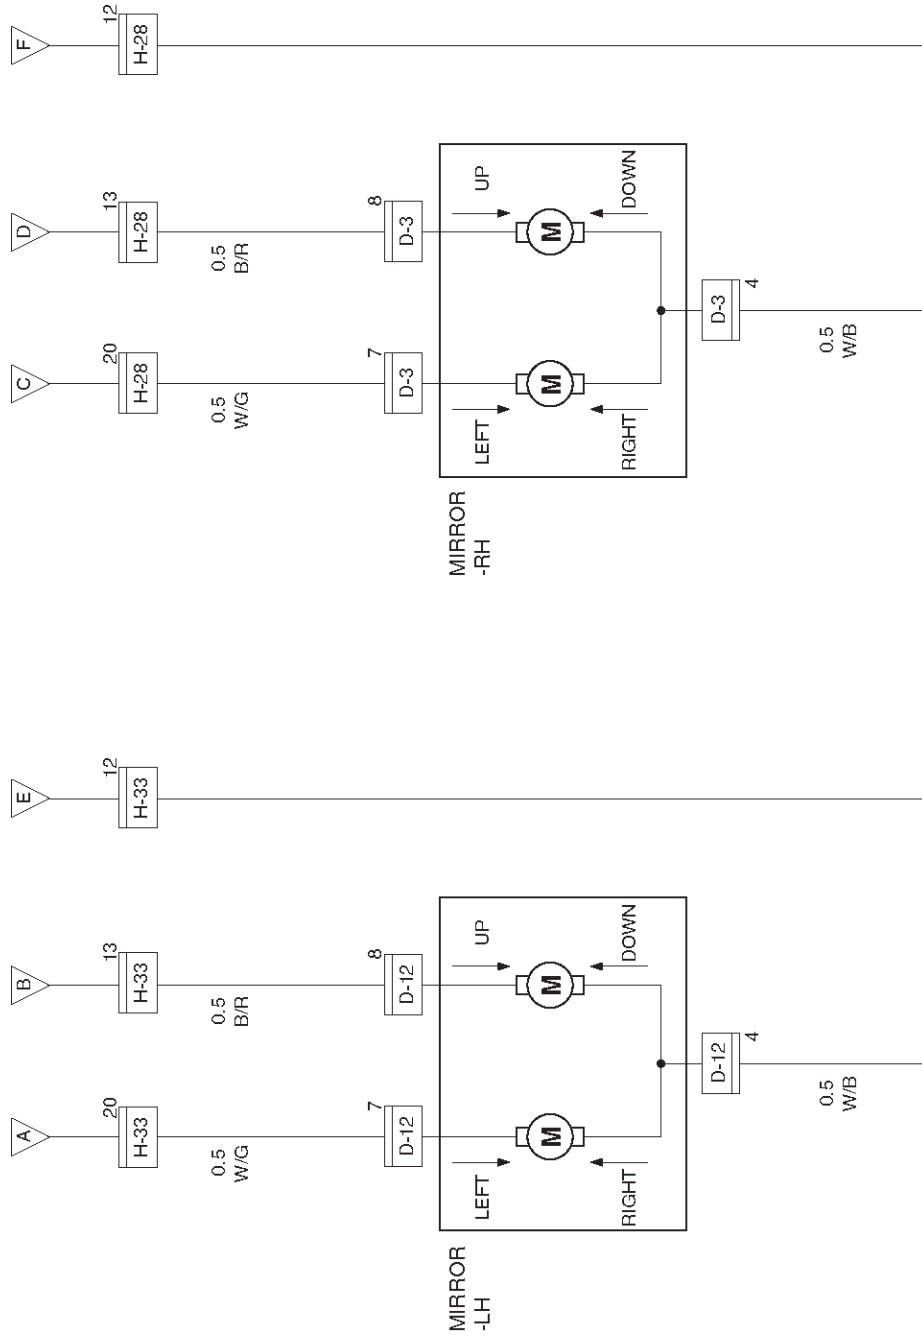 A B E C D F
20 13 12 20 13 12
H-33 H-33 H-33 H-28 H-28 H-28
0.5 0.5 0.5 0.5
W/G B/R W/G B/R
7 8 7 8
D-12 D-12 D-3 D-3
MIRROR MIRROR
-LH LEFT UP -RH LEFT UP
M M M M
RIGHT DOWN RIGHT DOWN
D-12 D-3
4 4
0.5 0.5
W/B W/B